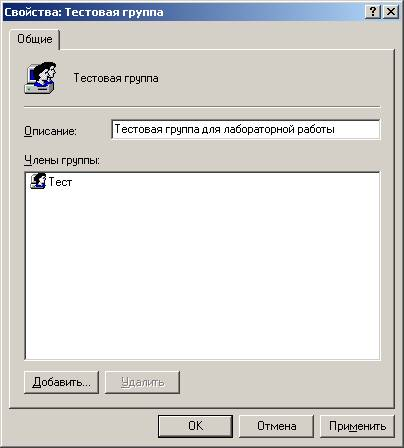 Свойства: Тестовая группа
Общие
Тестовая группа
Описание:
Тестовая группа для лабораторной работы
Члены группы:
Тест
Добавить... Удалить
OK Отмена Применить